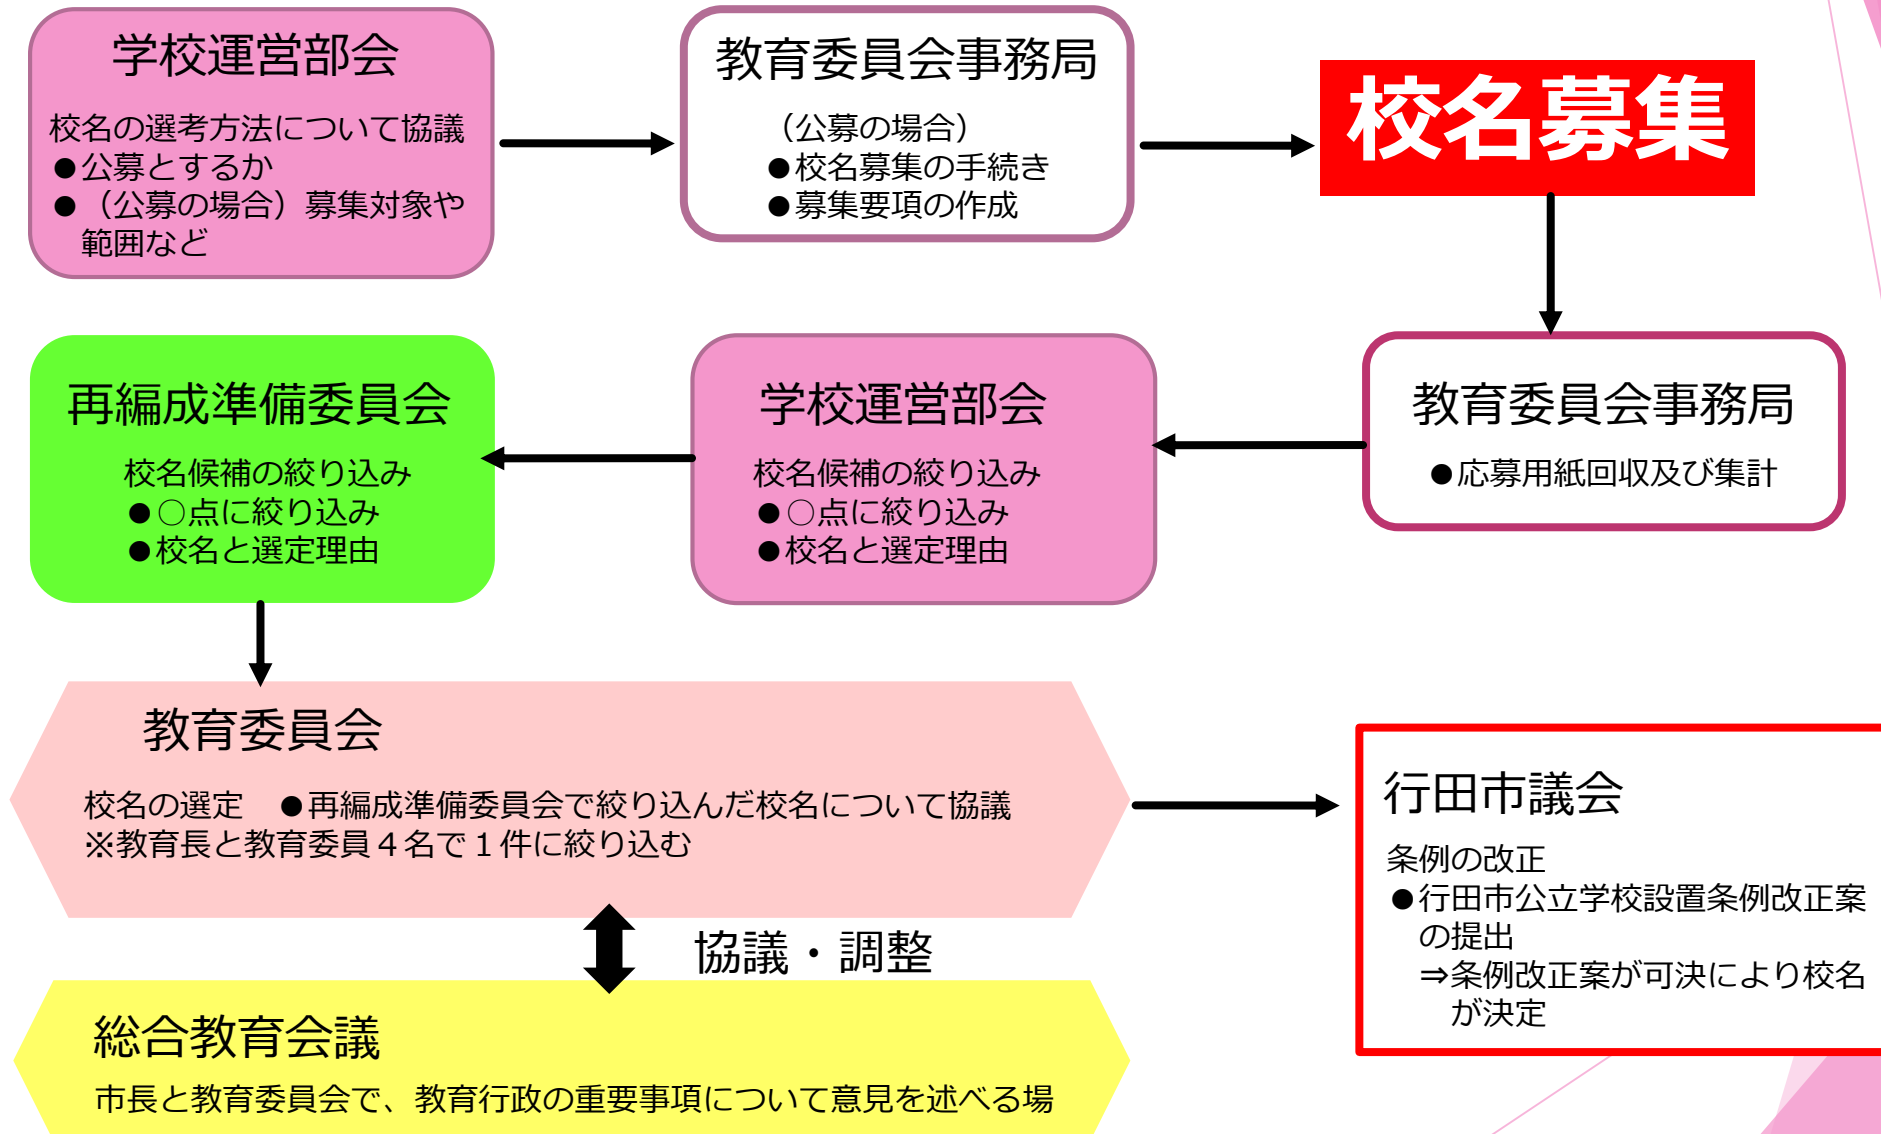 学校運営部会
校名の選考方法について協議
●公募とするか
●（公募の場合）募集対象や
範囲など
教育委員会事務局
（公募の場合）
●校名募集の手続き
●募集要項の作成
校名募集
教育委員会事務局
●応募用紙回収及び集計
学校運営部会
校名候補の絞り込み
●○点に絞り込み
●校名と選定理由
再編成準備委員会
校名候補の絞り込み
●○点に絞り込み
●校名と選定理由
教育委員会
校名の選定　●再編成準備委員会で絞り込んだ校名について協議
※教育長と教育委員４名で１件に絞り込む
協議・調整
総合教育会議
市長と教育委員会で、教育行政の重要事項について意見を述べる場
行田市議会
条例の改正
●行田市公立学校設置条例改正案
の提出
⇒条例改正案が可決により校名
が決定